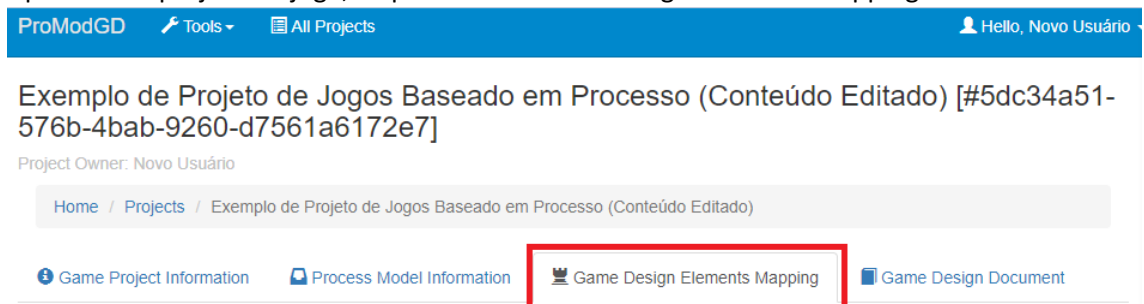 ProModGD Tools All Projects Hello, Novo Usuário
Exemplo de Projeto de Jogos Baseado em Processo (Conteúdo Editado) [#5dc34a51-
576b-4bab-9260-d7561a6172e7]
Project Owner: Novo Usuário
Home / Projects / Exemplo de Projeto de Jogos Baseado em Processo (Conteúdo Editado)
Game Project Information Process Model Information Game Design Elements Mapping Game Design Document